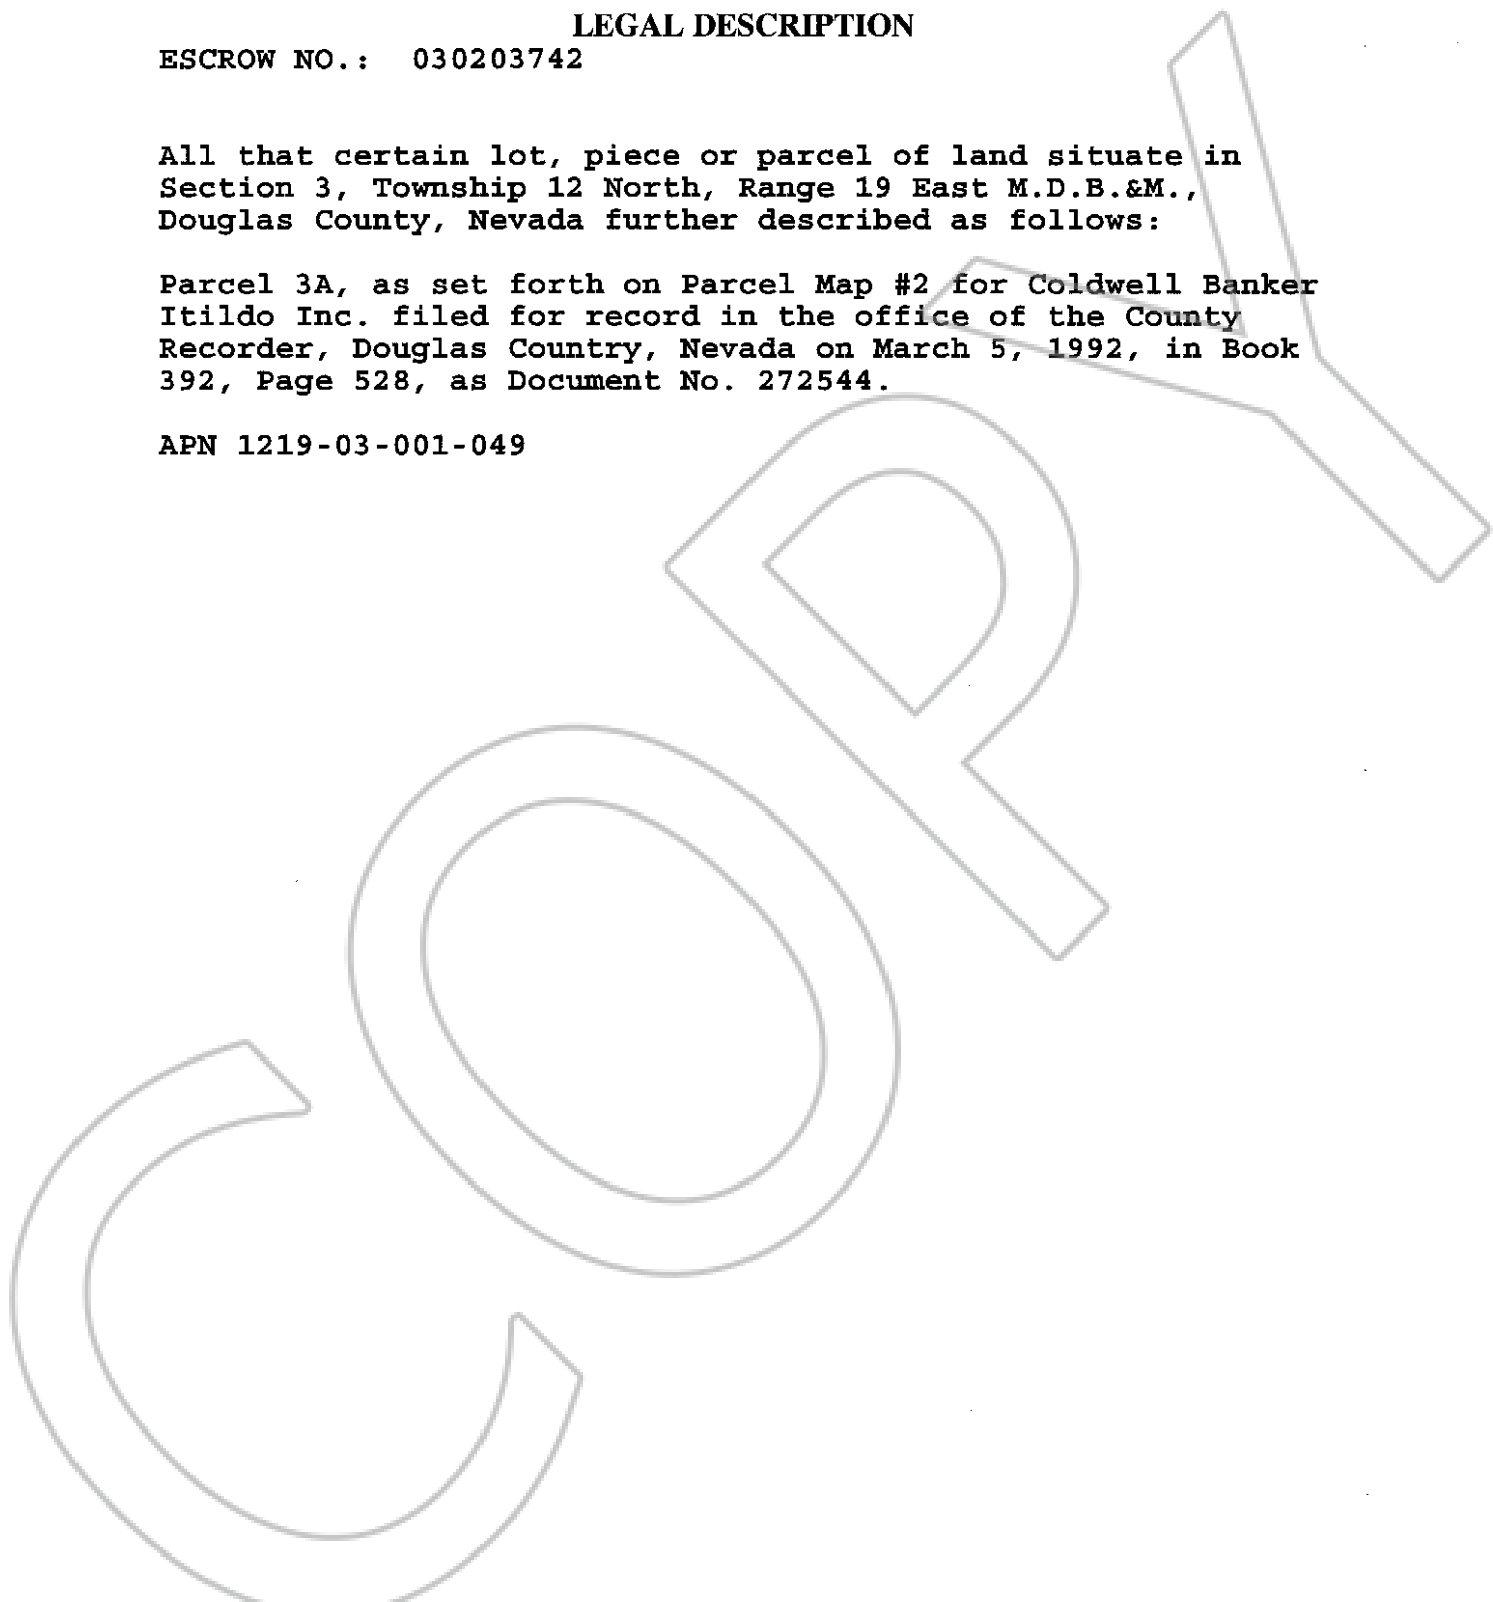 LEGAL DESCRIPTION
ESCROW NO.: 030203742
All that certain lot, piece or parcel of land situate in
Section 3, Township 12 North, Range 19 East M.D.B.&M.,
Douglas County, Nevada further described as follows:
Parcel 3A, as set forth on Parcel Map #2 for Coldwell Banker
Itildo Inc. filed for record in the office of the County
Recorder, Douglas Country, Nevada on March 5, 1992, in Book
392, Page 528, as Document No. 272544.
APN 1219-03-001-049
COPY